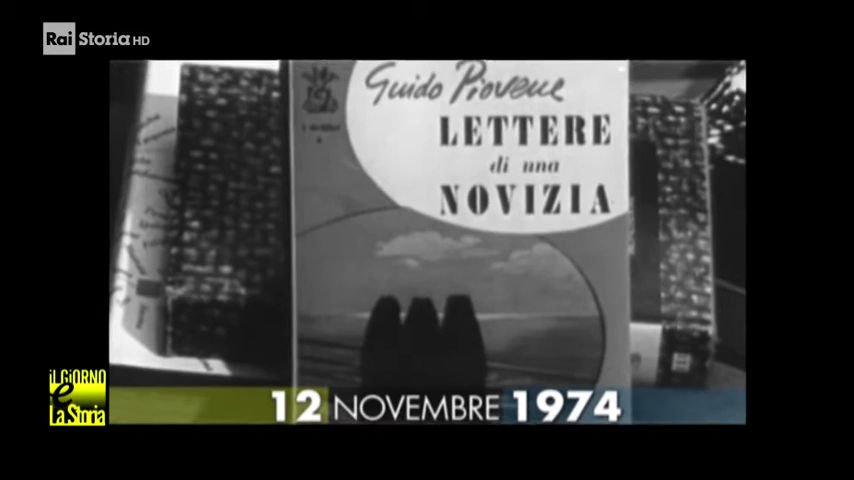 Rai Storia HD
Guido Piovene
LETTERE
di una
NOVIZIA
iL GiORNO
e
La Storia
12 NOVEMBRE 1974